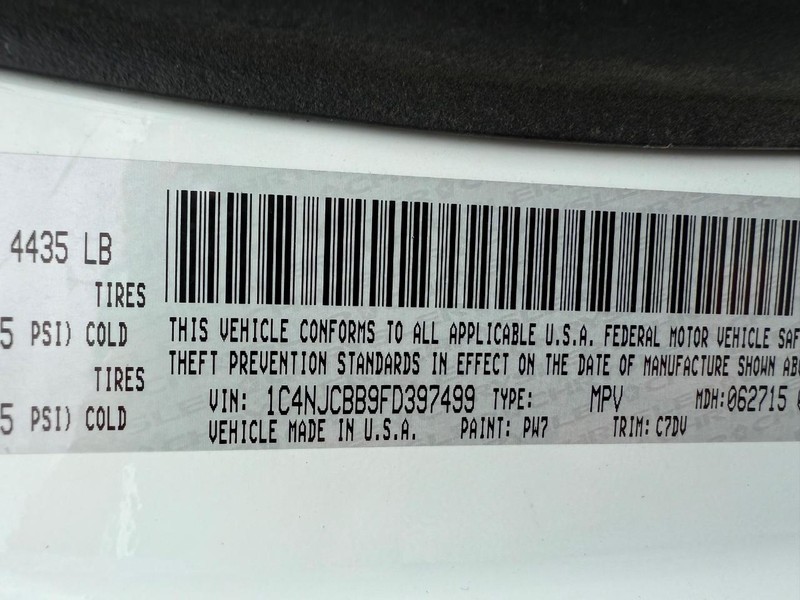 4435 LB
TIRES
5 PSI) COLD
TIRES
5 PSI) COLD
THIS VEHICLE CONFORMS TO ALL APPLICABLE U.S.A. FEDERAL MOTOR VEHICLE SAF
THEFT PREVENTION STANDARDS IN EFFECT ON THE DATE OF MANUFACTURE SHOWN ABO
VIN: 1C4NJCBB9FD397499 TYPE: MPV MDH: 062715
VEHICLE MADE IN U.S.A. PAINT: PW7 TRIM: C7DV